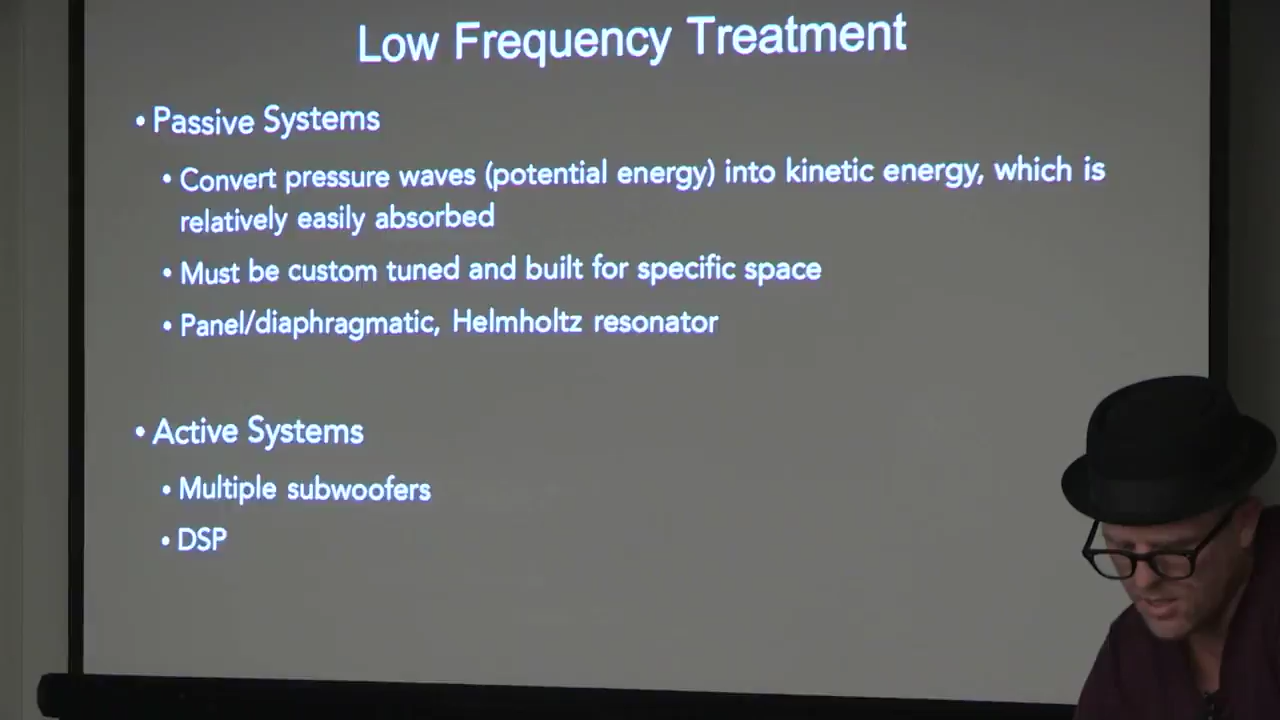 Low Frequency Treatment
• Passive Systems
• Convert pressure waves (potential energy) into kinetic energy, which is
relatively easily absorbed
• Must be custom tuned and built for specific space
• Panel/diaphragmatic, Helmholtz resonator
• Active Systems
• Multiple subwoofers
• DSP